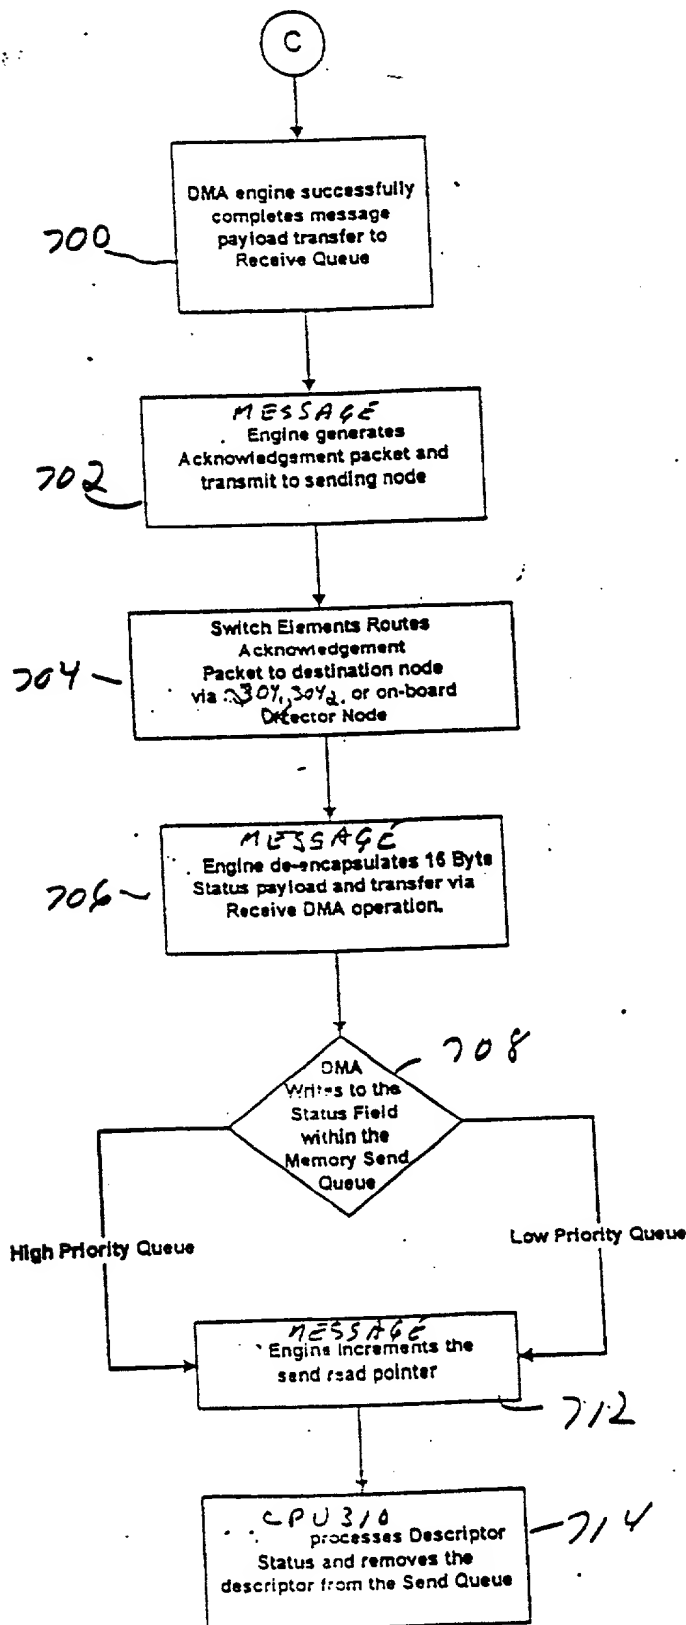 C
DMA engine successfully
completes message
payload transfer to
Receive Queue
700
MESSAGE
Engine generates
Acknowledgement packet and
transmit to sending node
702
Switch Elements Routes
Acknowledgement
Packet to destination node
via 304₁, 304₂, or on-board
Director Node
704
MESSAGE
Engine de-encapsulates 16 Byte
Status payload and transfer via
Receive DMA operation.
706
708
DMA
Writes to the
Status Field
within the
Memory Send
Queue
High Priority Queue
Low Priority Queue
MESSAGE
Engine increments the
send read pointer
712
CPU 310
processes Descriptor
Status and removes the
descriptor from the Send Queue
714